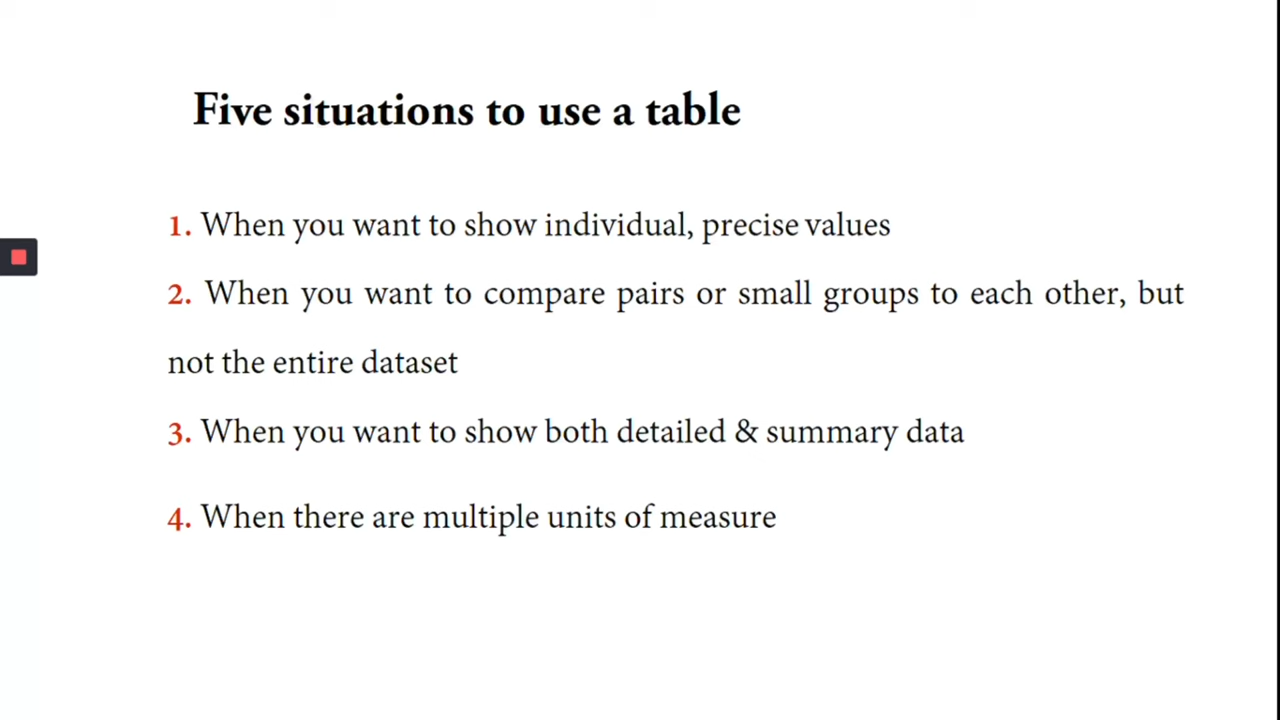 Five situations to use a table
1. When you want to show individual, precise values
2. When you want to compare pairs or small groups to each other, but
not the entire dataset
3. When you want to show both detailed & summary data
4. When there are multiple units of measure